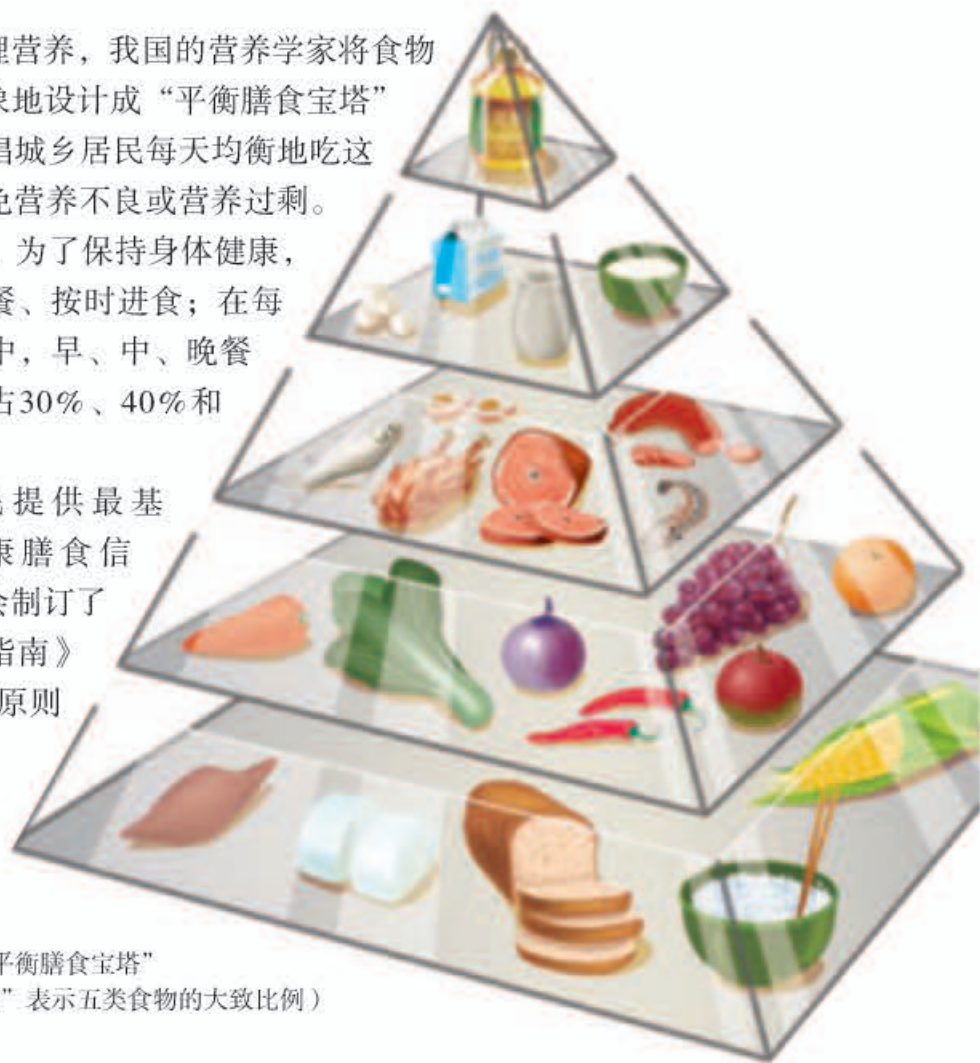 理营养，我国的营养学家将食物
象地设计成“平衡膳食宝塔”
昌城乡居民每天均衡地吃这
免营养不良或营养过剩。
为了保持身体健康，
餐、按时进食；在每
中，早、中、晚餐
占30%、40%和
提供最基
康膳食信
会制订了
指南》
原则
平衡膳食宝塔”
”表示五类食物的大致比例）